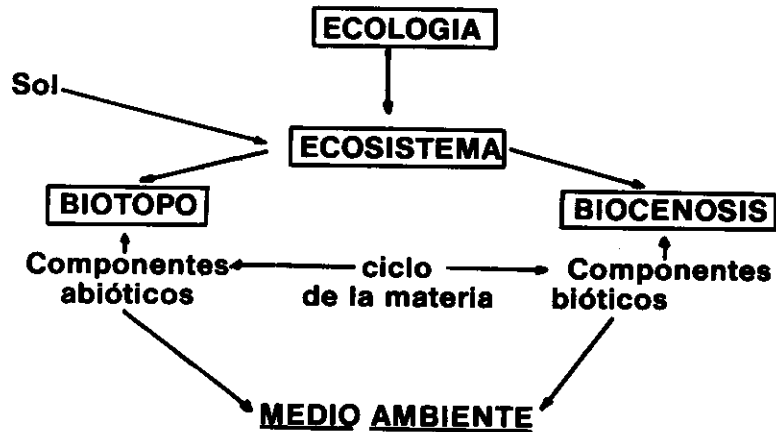 ECOLOGIA
Sol
ECOSISTEMA
BIOTOPO
BIOCENOSIS
Componentes
abióticos
ciclo
de la materia
Componentes
bióticos
MEDIO AMBIENTE